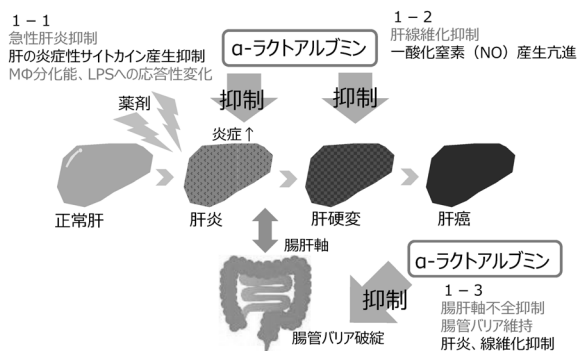 1－1
急性肝炎抑制
肝の炎症性サイトカイン産生抑制
MΦ分化能、LPSへの応答性変化
薬剤
α-ラクトアルブミン
1－2
肝線維化抑制
一酸化窒素（NO）産生亢進
抑制
抑制
炎症↑
正常肝
肝炎
肝硬変
肝癌
腸肝軸
腸管バリア破綻
α-ラクトアルブミン
抑制
1－3
腸肝軸不全抑制
腸管バリア維持
肝炎、線維化抑制